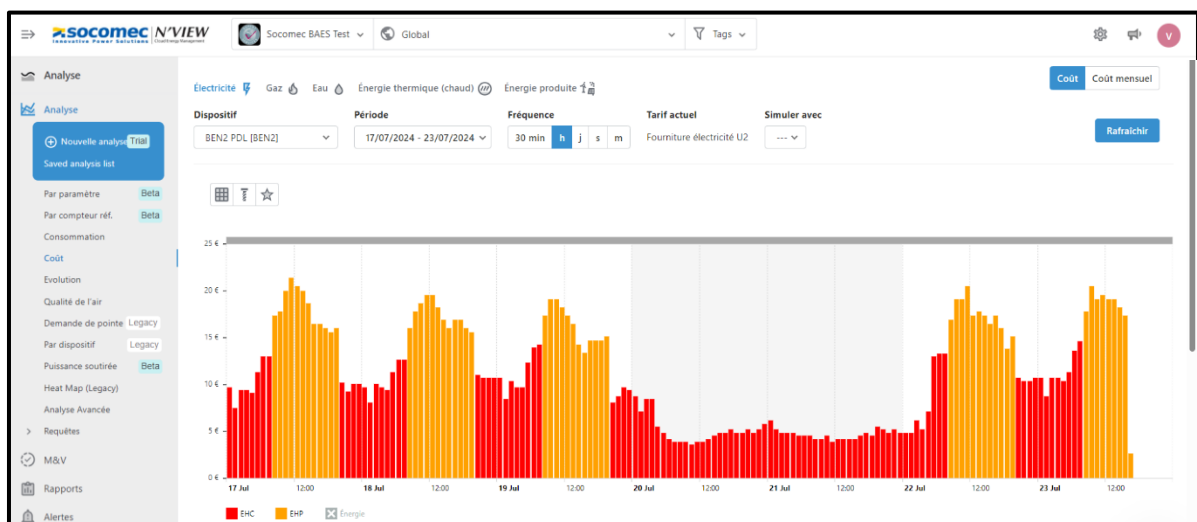 socomec N'VIEW
Innovative Power Solutions Cloud Energy Management
Socomec BAES Test
Global
Tags
V
Analyse
Analyse
Nouvelle analyse Trial
Saved analysis list
Par paramètre Beta
Par compteur réf. Beta
Consommation
Coût
Evolution
Qualité de l'air
Demande de pointe Legacy
Par dispositif Legacy
Puissance soutirée Beta
Heat Map (Legacy)
Analyse Avancée
Requêtes
M&V
Rapports
Alertes
Électricité Gaz Eau Énergie thermique (chaud) Énergie produite
Coût Coût mensuel
Dispositif Période Fréquence Tarif actuel Simuler avec
BEN2 PDL [BEN2] 17/07/2024 - 23/07/2024 30 min h j s m Fourniture électricité U2 ---
Rafraîchir
25 €
20 €
15 €
10 €
5 €
0 €
17 Jul 12:00 18 Jul 12:00 19 Jul 12:00 20 Jul 12:00 21 Jul 12:00 22 Jul 12:00 23 Jul 12:00
EHC EHP Énergie